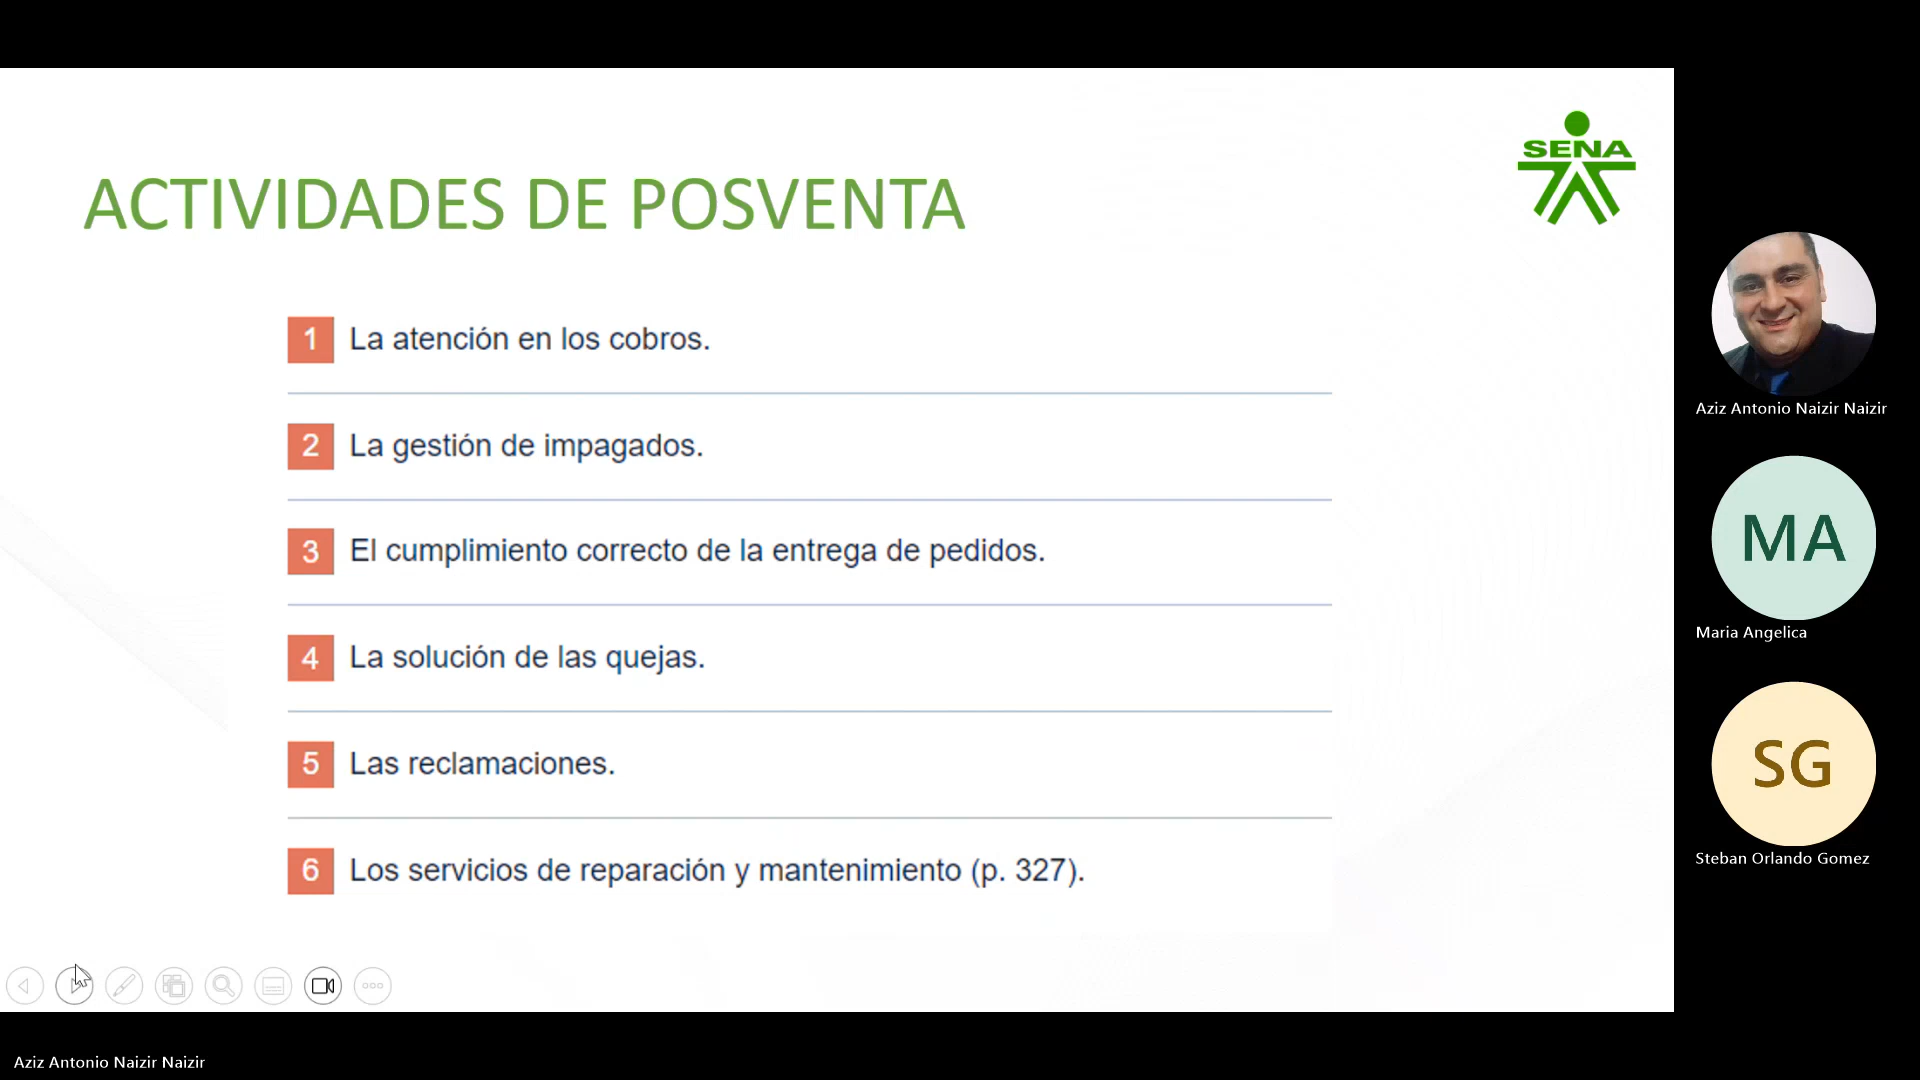 SENA
ACTIVIDADES DE POSVENTA
1 La atención en los cobros.
2 La gestión de impagados.
3 El cumplimiento correcto de la entrega de pedidos.
4 La solución de las quejas.
5 Las reclamaciones.
6 Los servicios de reparación y mantenimiento (p. 327).
Aziz Antonio Naizir Naizir
MA
Maria Angelica
SG
Steban Orlando Gomez
Aziz Antonio Naizir Naizir